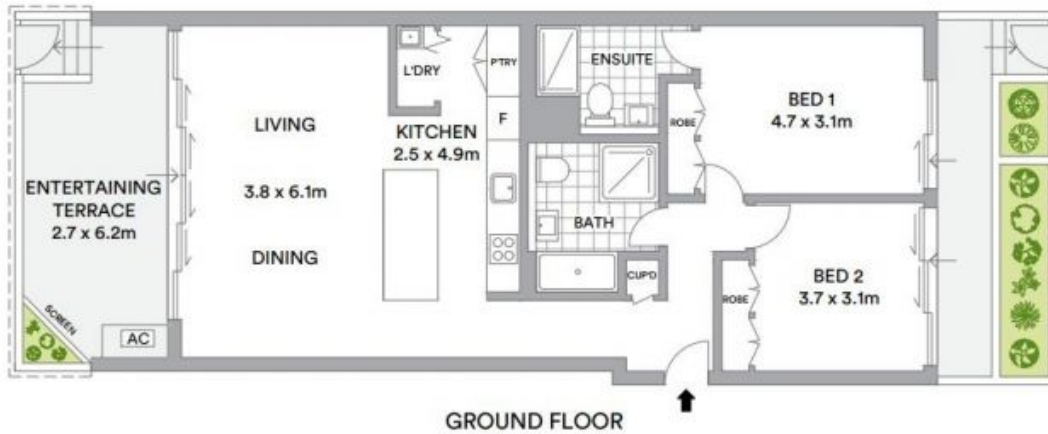 ENTERTAINING
TERRACE
2.7 x 6.2m
SCREEN
AC
LIVING
3.8 x 6.1m
DINING
L'DRY
P'TRY
F
KITCHEN
2.5 x 4.9m
ENSUITE
ROBE
BED 1
4.7 x 3.1m
BATH
CUP'D
ROBE
BED 2
3.7 x 3.1m
GROUND FLOOR